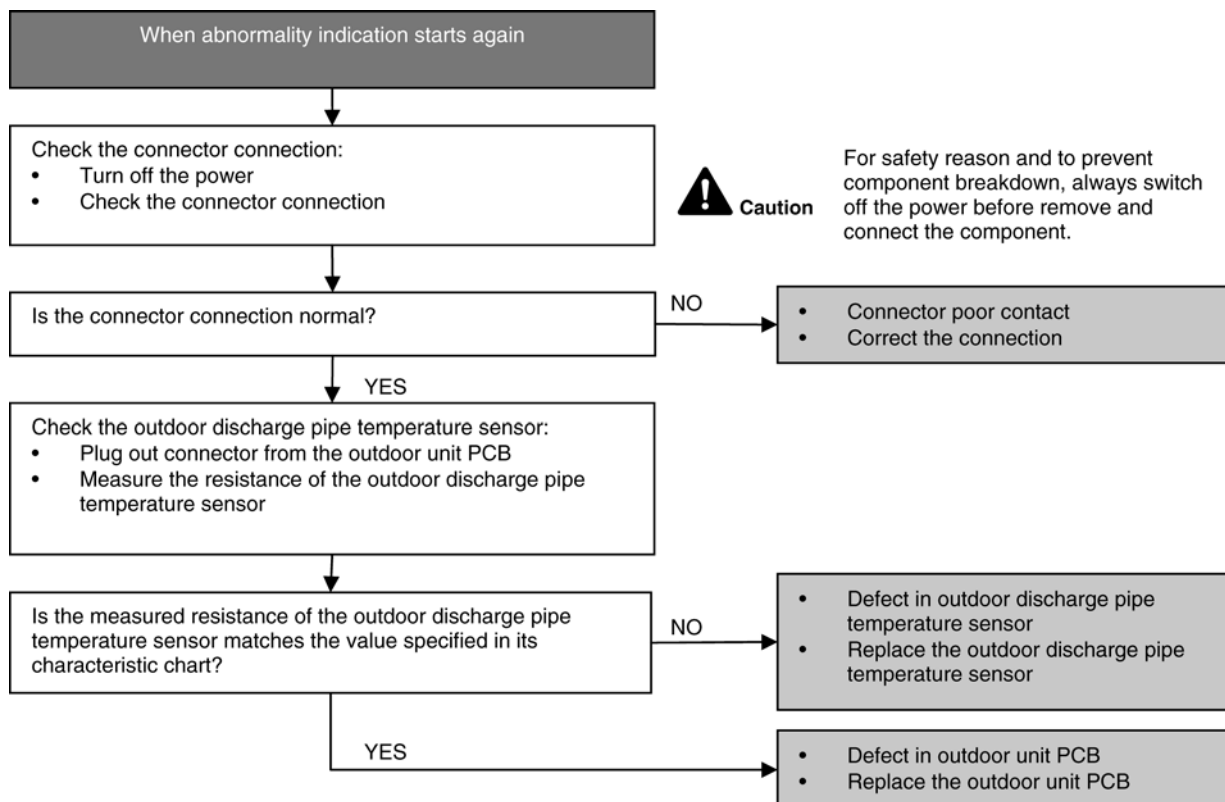 When abnormality indication starts again
Check the connector connection:
• Turn off the power
• Check the connector connection
Caution
For safety reason and to prevent
component breakdown, always switch
off the power before remove and
connect the component.
Is the connector connection normal?
NO
• Connector poor contact
• Correct the connection
YES
Check the outdoor discharge pipe temperature sensor:
• Plug out connector from the outdoor unit PCB
• Measure the resistance of the outdoor discharge pipe
temperature sensor
Is the measured resistance of the outdoor discharge pipe
temperature sensor matches the value specified in its
characteristic chart?
NO
• Defect in outdoor discharge pipe
temperature sensor
• Replace the outdoor discharge pipe
temperature sensor
YES
• Defect in outdoor unit PCB
• Replace the outdoor unit PCB